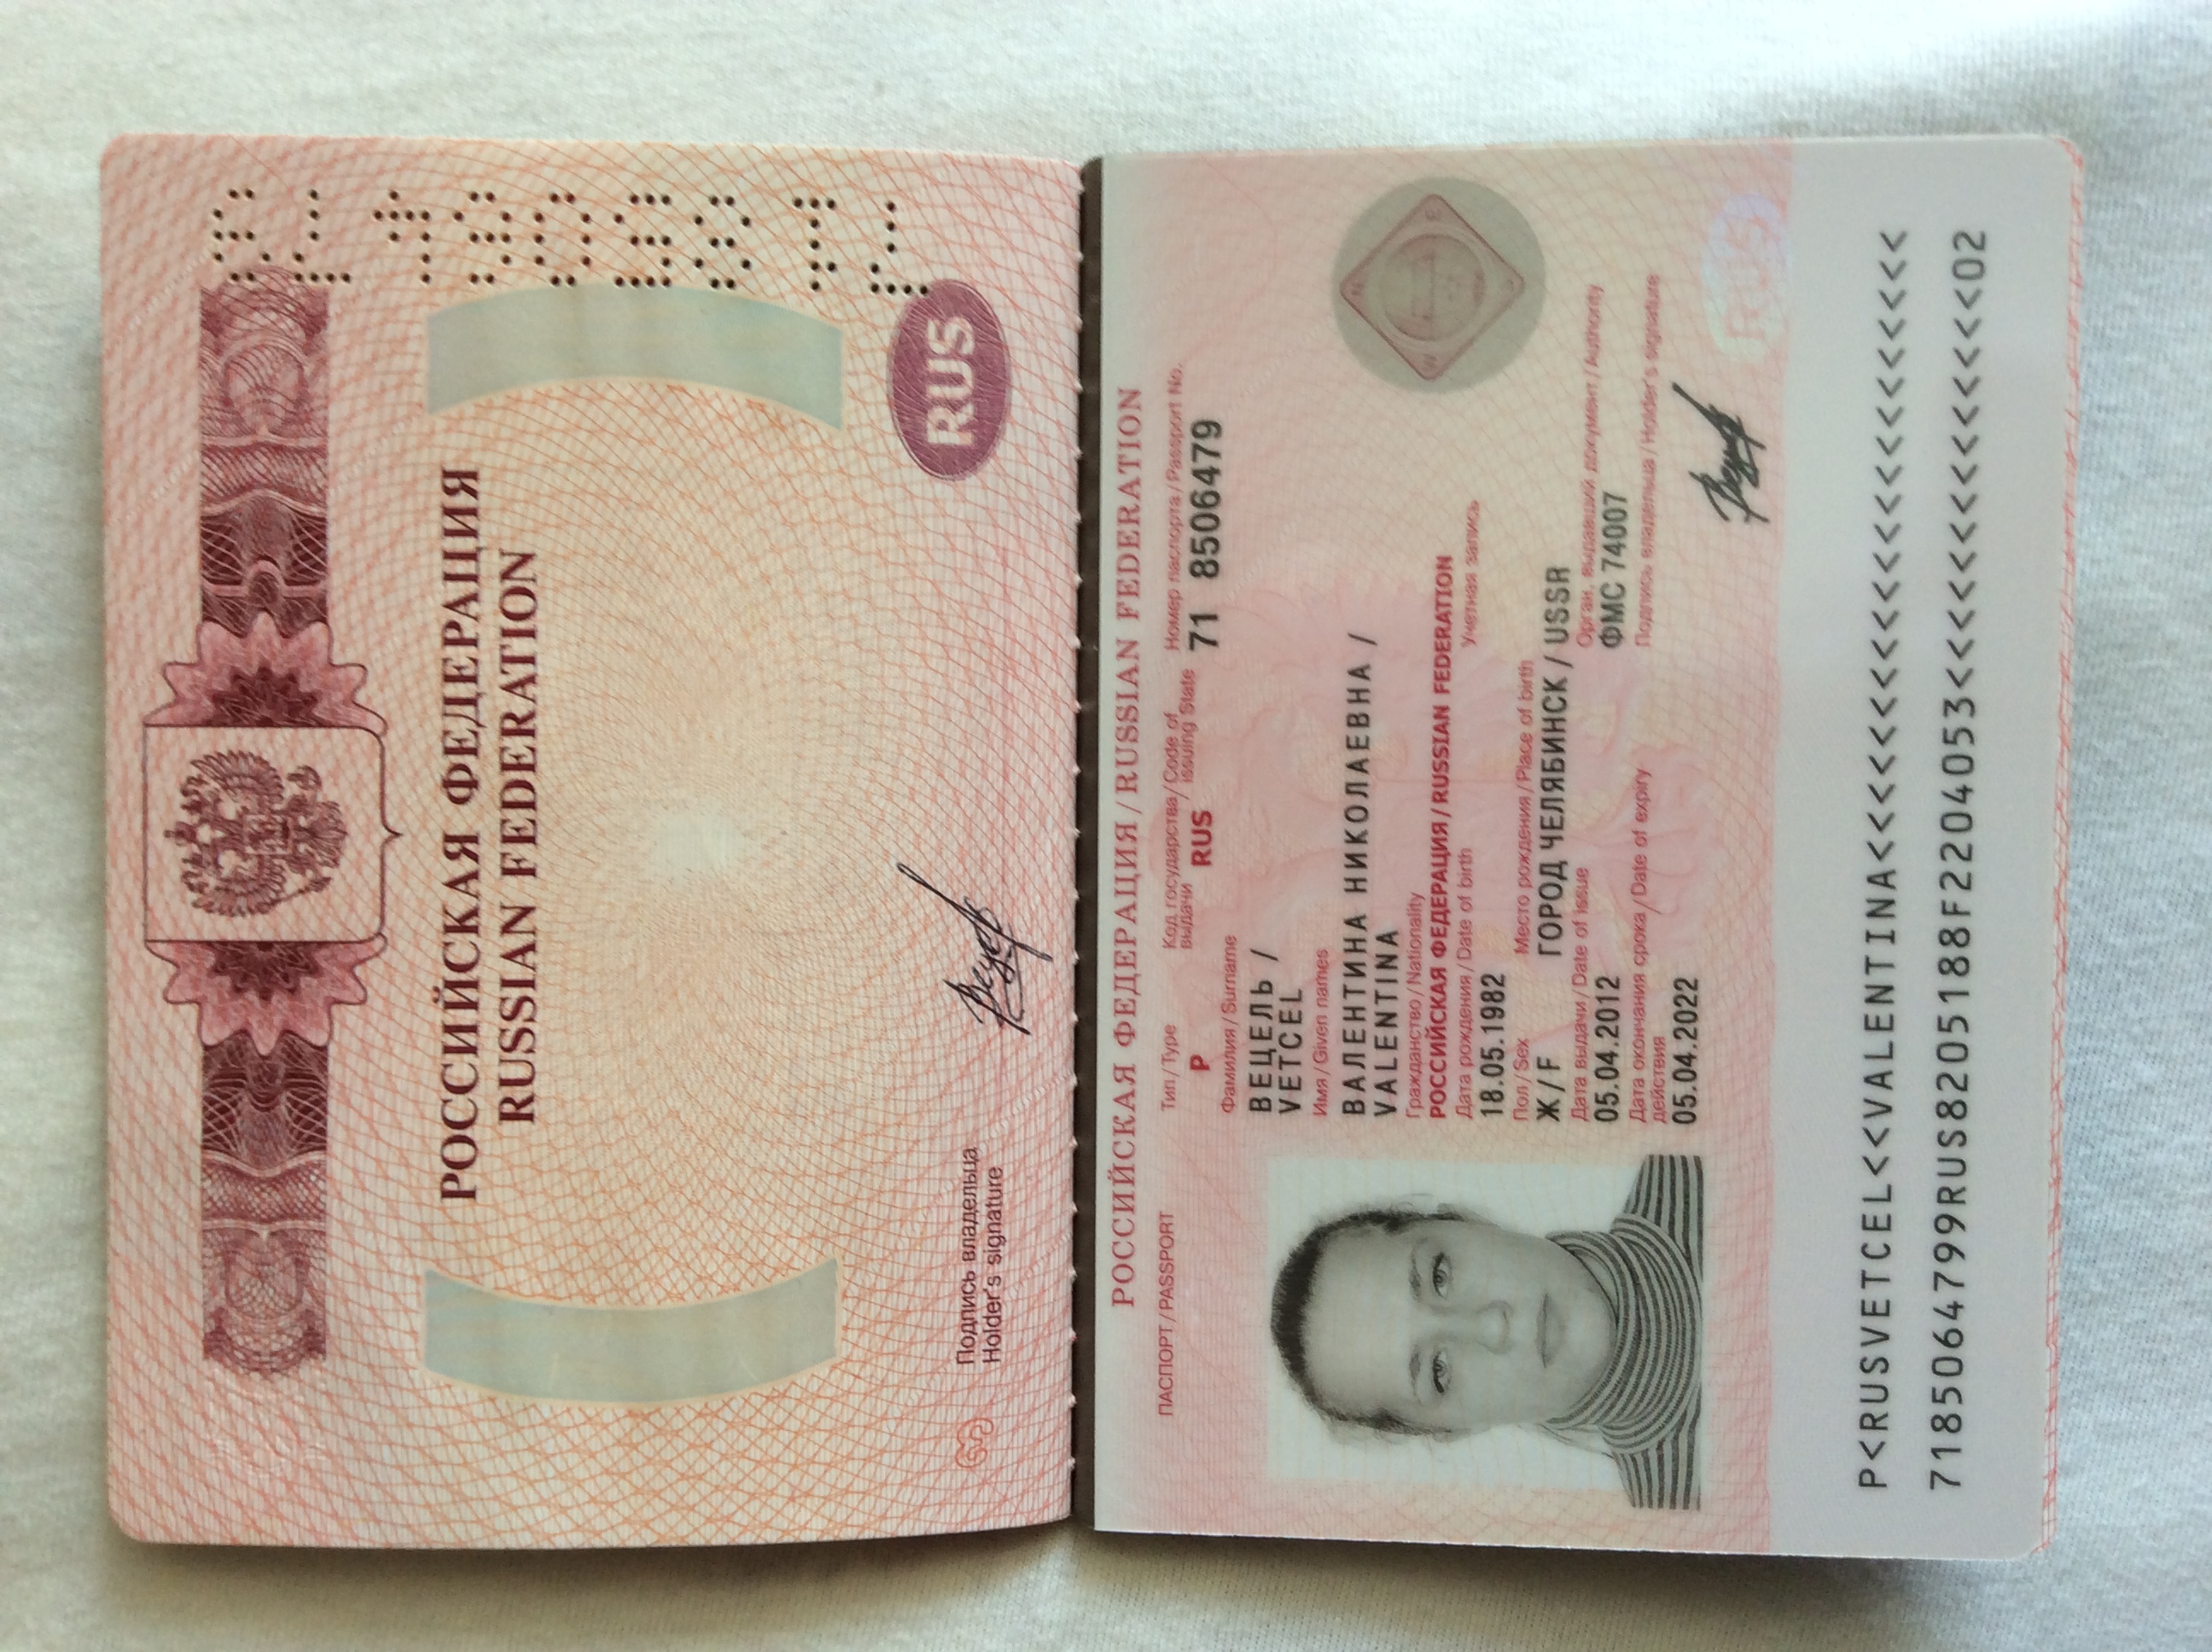 РОССИЙСКАЯ ФЕДЕРАЦИЯ
RUSSIAN FEDERATION
Подпись владельца
Holder's signature
RUS
71 8506479
РОССИЙСКАЯ ФЕДЕРАЦИЯ / RUSSIAN FEDERATION
ПАСПОРТ / PASSPORT
Тип / Type
P
Код государства / Code of
выдачи issuing State
RUS
Номер паспорта / Passport No.
71 8506479
Фамилия / Surname
ВЕЦЕЛЬ /
VETCEL
Имя / Given names
ВАЛЕНТИНА НИКОЛАЕВНА /
VALENTINA
Гражданство / Nationality
РОССИЙСКАЯ ФЕДЕРАЦИЯ / RUSSIAN FEDERATION
Дата рождения / Date of birth
Учетная запись
18.05.1982
Пол / Sex
Место рождения / Place of birth
Ж / F
ГОРОД ЧЕЛЯБИНСК / USSR
Дата выдачи / Date of issue
Орган, выдавший документ / Authority
05.04.2012
ФМС 74007
Дата окончания срока / Date of expiry
действия
Подпись владельца / Holder's signature
05.04.2022
RUS
P<RUSVETCEL<<VALENTINA<<<<<<<<<<<<<<<<<<<<<<
7185064799RUS8205188F2204053<<<<<<<<<<<<<<02